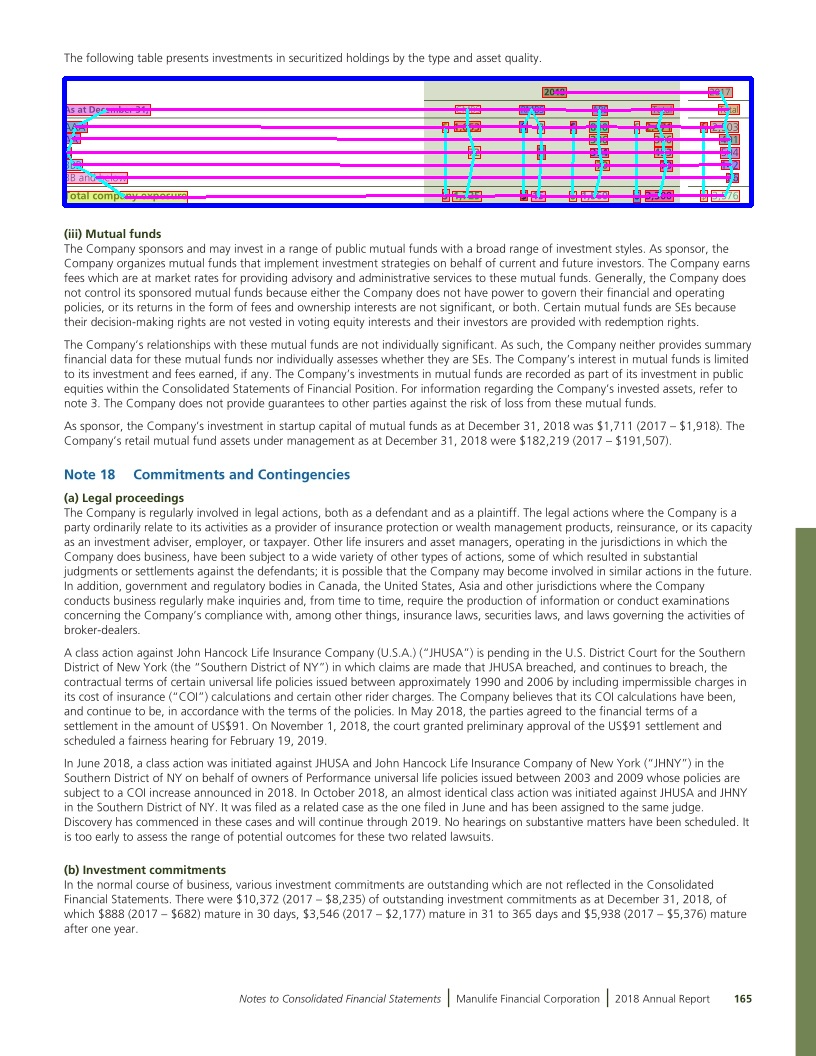 The following table presents investments in securitized holdings by the type and asset quality.
2018 2017
As at December 31,
BB and below
Total company exposure
(iii) Mutual funds
The Company sponsors and may invest in a range of public mutual funds with a broad range of investment styles. As sponsor, the
Company organizes mutual funds that implement investment strategies on behalf of current and future investors. The Company earns
fees which are at market rates for providing advisory and administrative services to these mutual funds. Generally, the Company does
not control its sponsored mutual funds because either the Company does not have power to govern their financial and operating
policies, or its returns in the form of fees and ownership interests are not significant, or both. Certain mutual funds are SEs because
their decision-making rights are not vested in voting equity interests and their investors are provided with redemption rights.
The Company’s relationships with these mutual funds are not individually significant. As such, the Company neither provides summary
financial data for these mutual funds nor individually assesses whether they are SEs. The Company’s interest in mutual funds is limited
to its investment and fees earned, if any. The Company’s investments in mutual funds are recorded as part of its investment in public
equities within the Consolidated Statements of Financial Position. For information regarding the Company’s invested assets, refer to
note 3. The Company does not provide guarantees to other parties against the risk of loss from these mutual funds.
As sponsor, the Company’s investment in startup capital of mutual funds as at December 31, 2018 was $1,711 (2017 – $1,918). The
Company’s retail mutual fund assets under management as at December 31, 2018 were $182,219 (2017 – $191,507).
Note 18 Commitments and Contingencies
(a) Legal proceedings
The Company is regularly involved in legal actions, both as a defendant and as a plaintiff. The legal actions where the Company is a
party ordinarily relate to its activities as a provider of insurance protection or wealth management products, reinsurance, or its capacity
as an investment adviser, employer, or taxpayer. Other life insurers and asset managers, operating in the jurisdictions in which the
Company does business, have been subject to a wide variety of other types of actions, some of which resulted in substantial
judgments or settlements against the defendants; it is possible that the Company may become involved in similar actions in the future.
In addition, government and regulatory bodies in Canada, the United States, Asia and other jurisdictions where the Company
conducts business regularly make inquiries and, from time to time, require the production of information or conduct examinations
concerning the Company’s compliance with, among other things, insurance laws, securities laws, and laws governing the activities of
broker-dealers.
A class action against John Hancock Life Insurance Company (U.S.A.) (“JHUSA”) is pending in the U.S. District Court for the Southern
District of New York (the “Southern District of NY”) in which claims are made that JHUSA breached, and continues to breach, the
contractual terms of certain universal life policies issued between approximately 1990 and 2006 by including impermissible charges in
its cost of insurance (“COI”) calculations and certain other rider charges. The Company believes that its COI calculations have been,
and continue to be, in accordance with the terms of the policies. In May 2018, the parties agreed to the financial terms of a
settlement in the amount of US$91. On November 1, 2018, the court granted preliminary approval of the US$91 settlement and
scheduled a fairness hearing for February 19, 2019.
In June 2018, a class action was initiated against JHUSA and John Hancock Life Insurance Company of New York (“JHNY”) in the
Southern District of NY on behalf of owners of Performance universal life policies issued between 2003 and 2009 whose policies are
subject to a COI increase announced in 2018. In October 2018, an almost identical class action was initiated against JHUSA and JHNY
in the Southern District of NY. It was filed as a related case as the one filed in June and has been assigned to the same judge.
Discovery has commenced in these cases and will continue through 2019. No hearings on substantive matters have been scheduled. It
is too early to assess the range of potential outcomes for these two related lawsuits.
(b) Investment commitments
In the normal course of business, various investment commitments are outstanding which are not reflected in the Consolidated
Financial Statements. There were $10,372 (2017 – $8,235) of outstanding investment commitments as at December 31, 2018, of
which $888 (2017 – $682) mature in 30 days, $3,546 (2017 – $2,177) mature in 31 to 365 days and $5,938 (2017 – $5,376) mature
after one year.
Notes to Consolidated Financial Statements Manulife Financial Corporation 2018 Annual Report 165